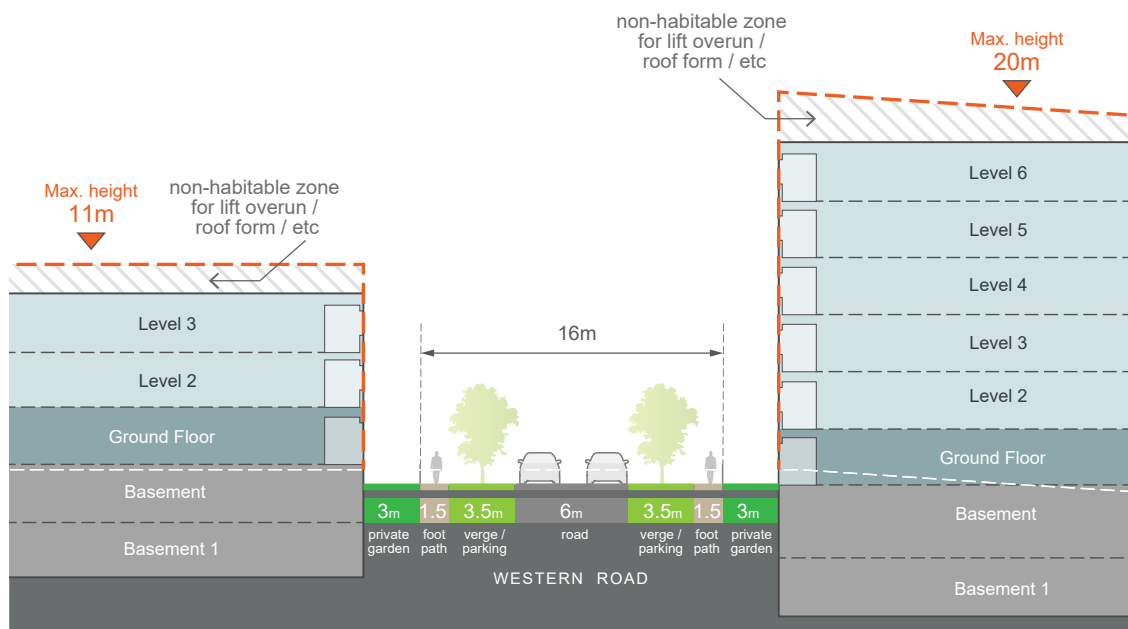 non-habitable zone
for lift overun /
roof form / etc
Max. height
20m
Max. height
11m
non-habitable zone
for lift overun /
roof form / etc
Level 6
Level 5
Level 4
Level 3
Level 2
Ground Floor
Basement
Basement 1
Level 3
Level 2
Ground Floor
Basement
Basement 1
16m
3m 1.5 3.5m 6m 3.5m 1.5 3m
private garden foot path verge / parking road verge / parking foot path private garden
WESTERN ROAD